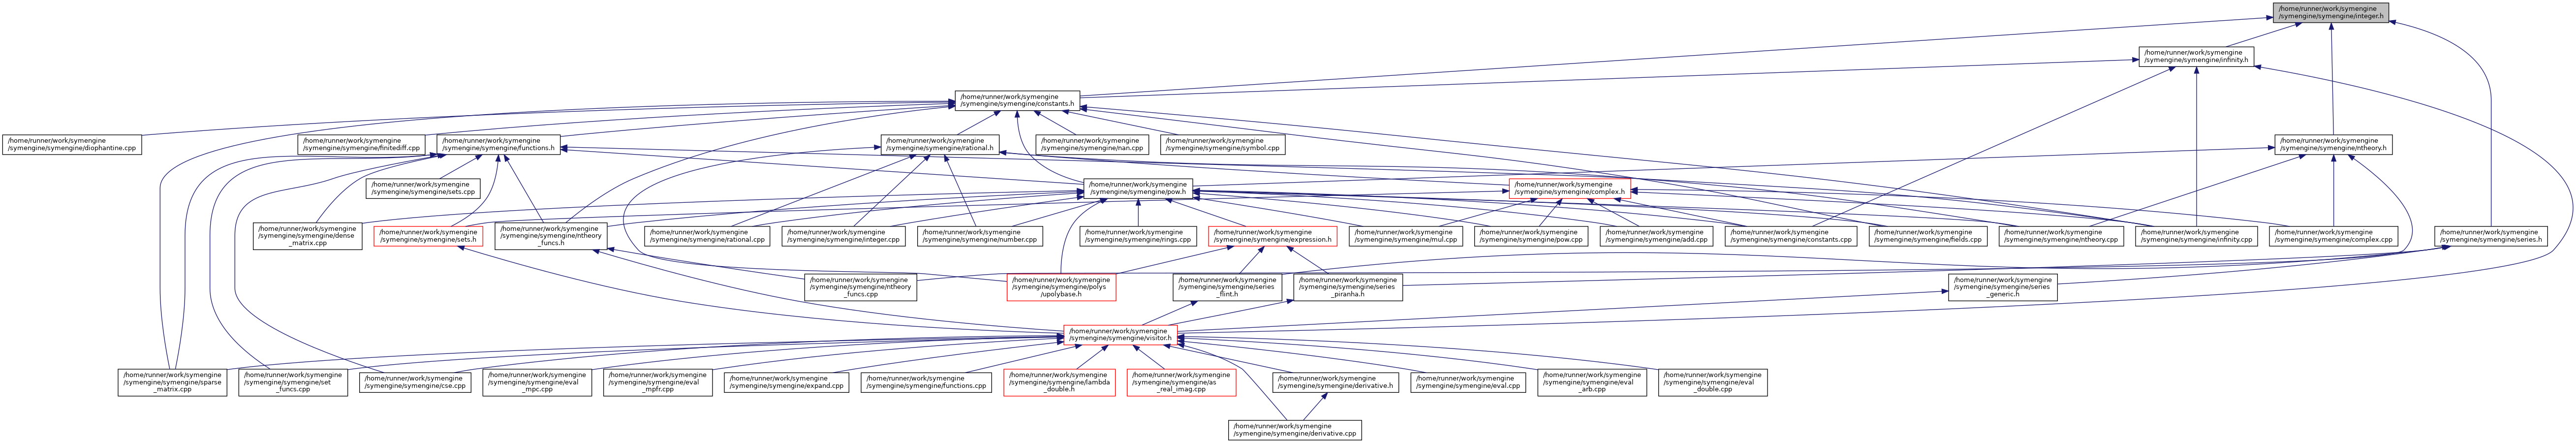 /home/runner/work/symengine
/symengine/symengine/integer.h
/home/runner/work/symengine
/symengine/symengine/infinity.h
/home/runner/work/symengine
/symengine/symengine/constants.h
/home/runner/work/symengine
/symengine/symengine/diophantine.cpp
/home/runner/work/symengine
/symengine/symengine/finitediff.cpp
/home/runner/work/symengine
/symengine/symengine/functions.h
/home/runner/work/symengine
/symengine/symengine/rational.h
/home/runner/work/symengine
/symengine/symengine/nan.cpp
/home/runner/work/symengine
/symengine/symengine/symbol.cpp
/home/runner/work/symengine
/symengine/symengine/ntheory.h
/home/runner/work/symengine
/symengine/symengine/sets.cpp
/home/runner/work/symengine
/symengine/symengine/pow.h
/home/runner/work/symengine
/symengine/symengine/complex.h
/home/runner/work/symengine
/symengine/symengine/dense
_matrix.cpp
/home/runner/work/symengine
/symengine/symengine/sets.h
/home/runner/work/symengine
/symengine/symengine/ntheory
_funcs.h
/home/runner/work/symengine
/symengine/symengine/rational.cpp
/home/runner/work/symengine
/symengine/symengine/integer.cpp
/home/runner/work/symengine
/symengine/symengine/number.cpp
/home/runner/work/symengine
/symengine/symengine/rings.cpp
/home/runner/work/symengine
/symengine/symengine/expression.h
/home/runner/work/symengine
/symengine/symengine/mul.cpp
/home/runner/work/symengine
/symengine/symengine/pow.cpp
/home/runner/work/symengine
/symengine/symengine/add.cpp
/home/runner/work/symengine
/symengine/symengine/constants.cpp
/home/runner/work/symengine
/symengine/symengine/fields.cpp
/home/runner/work/symengine
/symengine/symengine/ntheory.cpp
/home/runner/work/symengine
/symengine/symengine/infinity.cpp
/home/runner/work/symengine
/symengine/symengine/complex.cpp
/home/runner/work/symengine
/symengine/symengine/series.h
/home/runner/work/symengine
/symengine/symengine/ntheory
_funcs.cpp
/home/runner/work/symengine
/symengine/symengine/polys
/upolybase.h
/home/runner/work/symengine
/symengine/symengine/series
_flint.h
/home/runner/work/symengine
/symengine/symengine/series
_piranha.h
/home/runner/work/symengine
/symengine/symengine/series
_generic.h
/home/runner/work/symengine
/symengine/symengine/visitor.h
/home/runner/work/symengine
/symengine/symengine/sparse
_matrix.cpp
/home/runner/work/symengine
/symengine/symengine/set
_funcs.cpp
/home/runner/work/symengine
/symengine/symengine/cse.cpp
/home/runner/work/symengine
/symengine/symengine/eval
_mpc.cpp
/home/runner/work/symengine
/symengine/symengine/eval
_mpfr.cpp
/home/runner/work/symengine
/symengine/symengine/expand.cpp
/home/runner/work/symengine
/symengine/symengine/functions.cpp
/home/runner/work/symengine
/symengine/symengine/lambda
_double.h
/home/runner/work/symengine
/symengine/symengine/as
_real_imag.cpp
/home/runner/work/symengine
/symengine/symengine/derivative.h
/home/runner/work/symengine
/symengine/symengine/eval.cpp
/home/runner/work/symengine
/symengine/symengine/eval
_arb.cpp
/home/runner/work/symengine
/symengine/symengine/eval
_double.cpp
/home/runner/work/symengine
/symengine/symengine/derivative.cpp